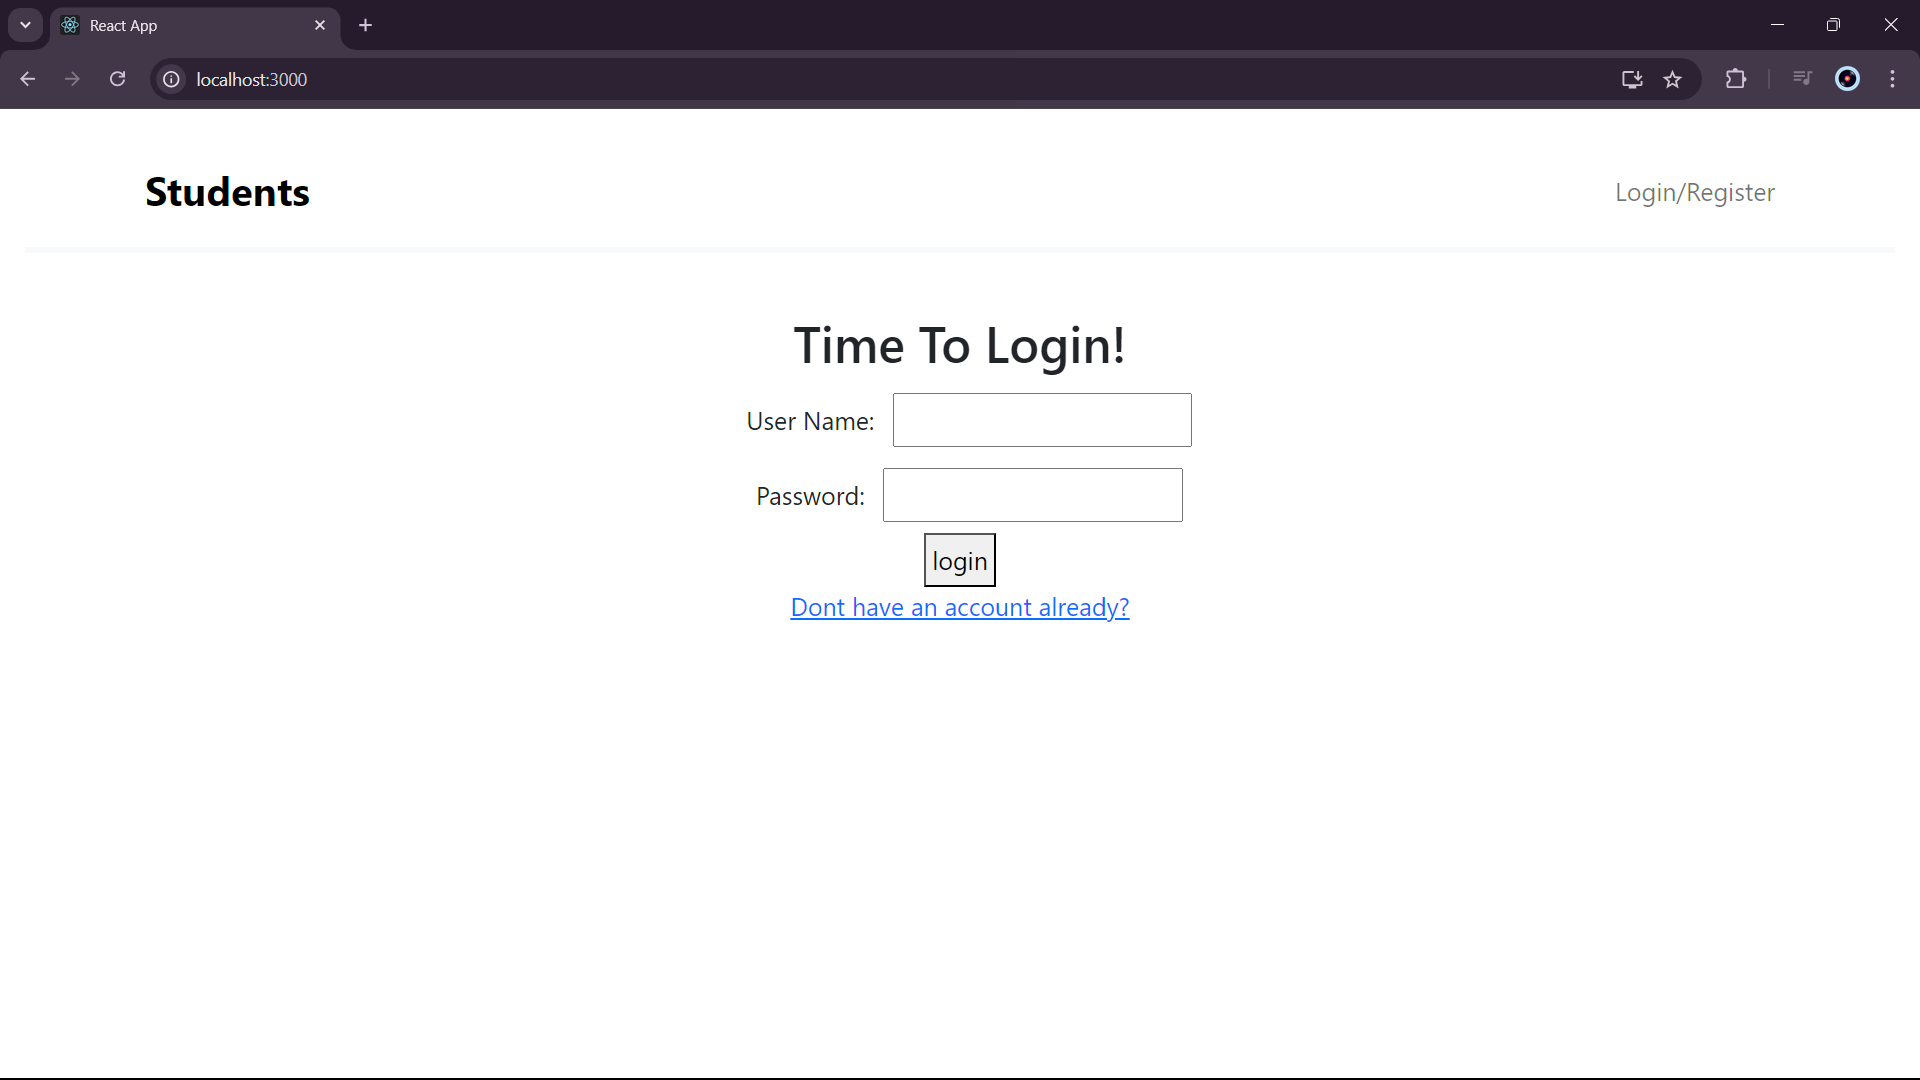 React App
localhost:3000
Students
Login/Register
Time To Login!
User Name:
Password:
login
Dont have an account already?